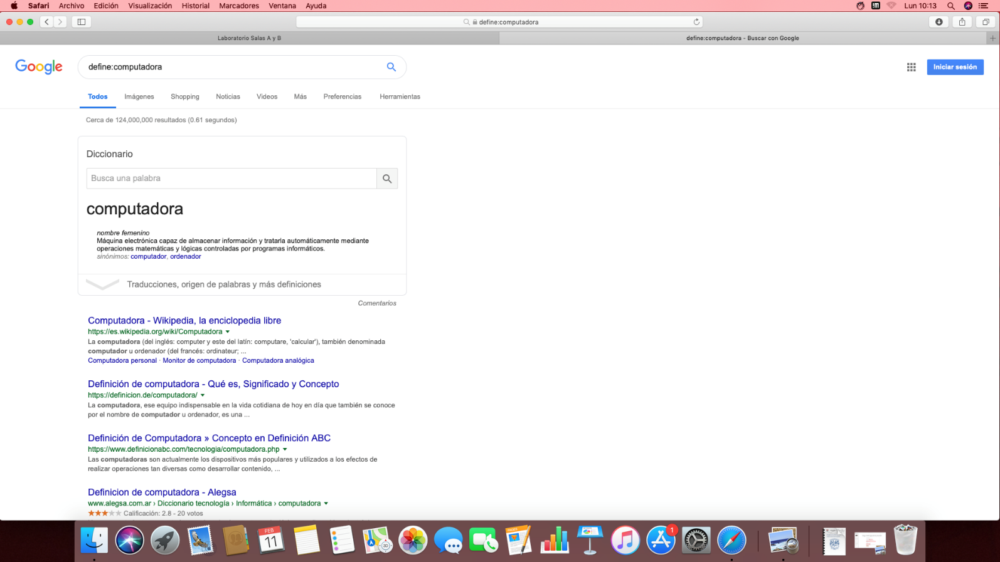 Safari Archivo Edición Visualización Historial Marcadores Ventana Ayuda Lun 10:13
define:computadora
Laboratorio Salas A y B
define:computadora - Buscar con Google
Google
define:computadora
Iniciar sesión
Todos Imágenes Shopping Noticias Videos Más Preferencias Herramientas
Cerca de 124,000,000 resultados (0.61 segundos)
Diccionario
Busca una palabra
computadora
nombre femenino
Máquina electrónica capaz de almacenar información y tratarla automáticamente mediante
operaciones matemáticas y lógicas controladas por programas informáticos.
sinónimos: computador, ordenador
Traducciones, origen de palabras y más definiciones
Comentarios
Computadora - Wikipedia, la enciclopedia libre
https://es.wikipedia.org/wiki/Computadora
La computadora (del inglés: computer y este del latín: computare, 'calcular'), también denominada
computador u ordenador (del francés: ordinateur; ...
Computadora personal · Monitor de computadora · Computadora analógica
Definición de computadora - Qué es, Significado y Concepto
https://definicion.de/computadora/
La computadora, ese equipo indispensable en la vida cotidiana de hoy en día que también se conoce
por el nombre de computador u ordenador, es una ...
Definición de Computadora » Concepto en Definición ABC
https://www.definicionabc.com/tecnologia/computadora.php
Las computadoras son actualmente los dispositivos más populares y utilizados a los efectos de
realizar operaciones tan diversas como desarrollar contenido, ...
Definicion de computadora - Alegsa
www.alegsa.com.ar › Diccionario tecnología › Informática › computadora
Calificación: 2.8 - 20 votos
FEB
11
3D
PAGES
1